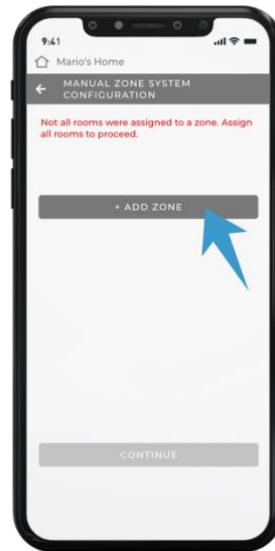 9:41
Mario's Home
MANUAL ZONE SYSTEM
CONFIGURATION
Not all rooms were assigned to a zone. Assign
all rooms to proceed.
+ ADD ZONE
CONTINUE